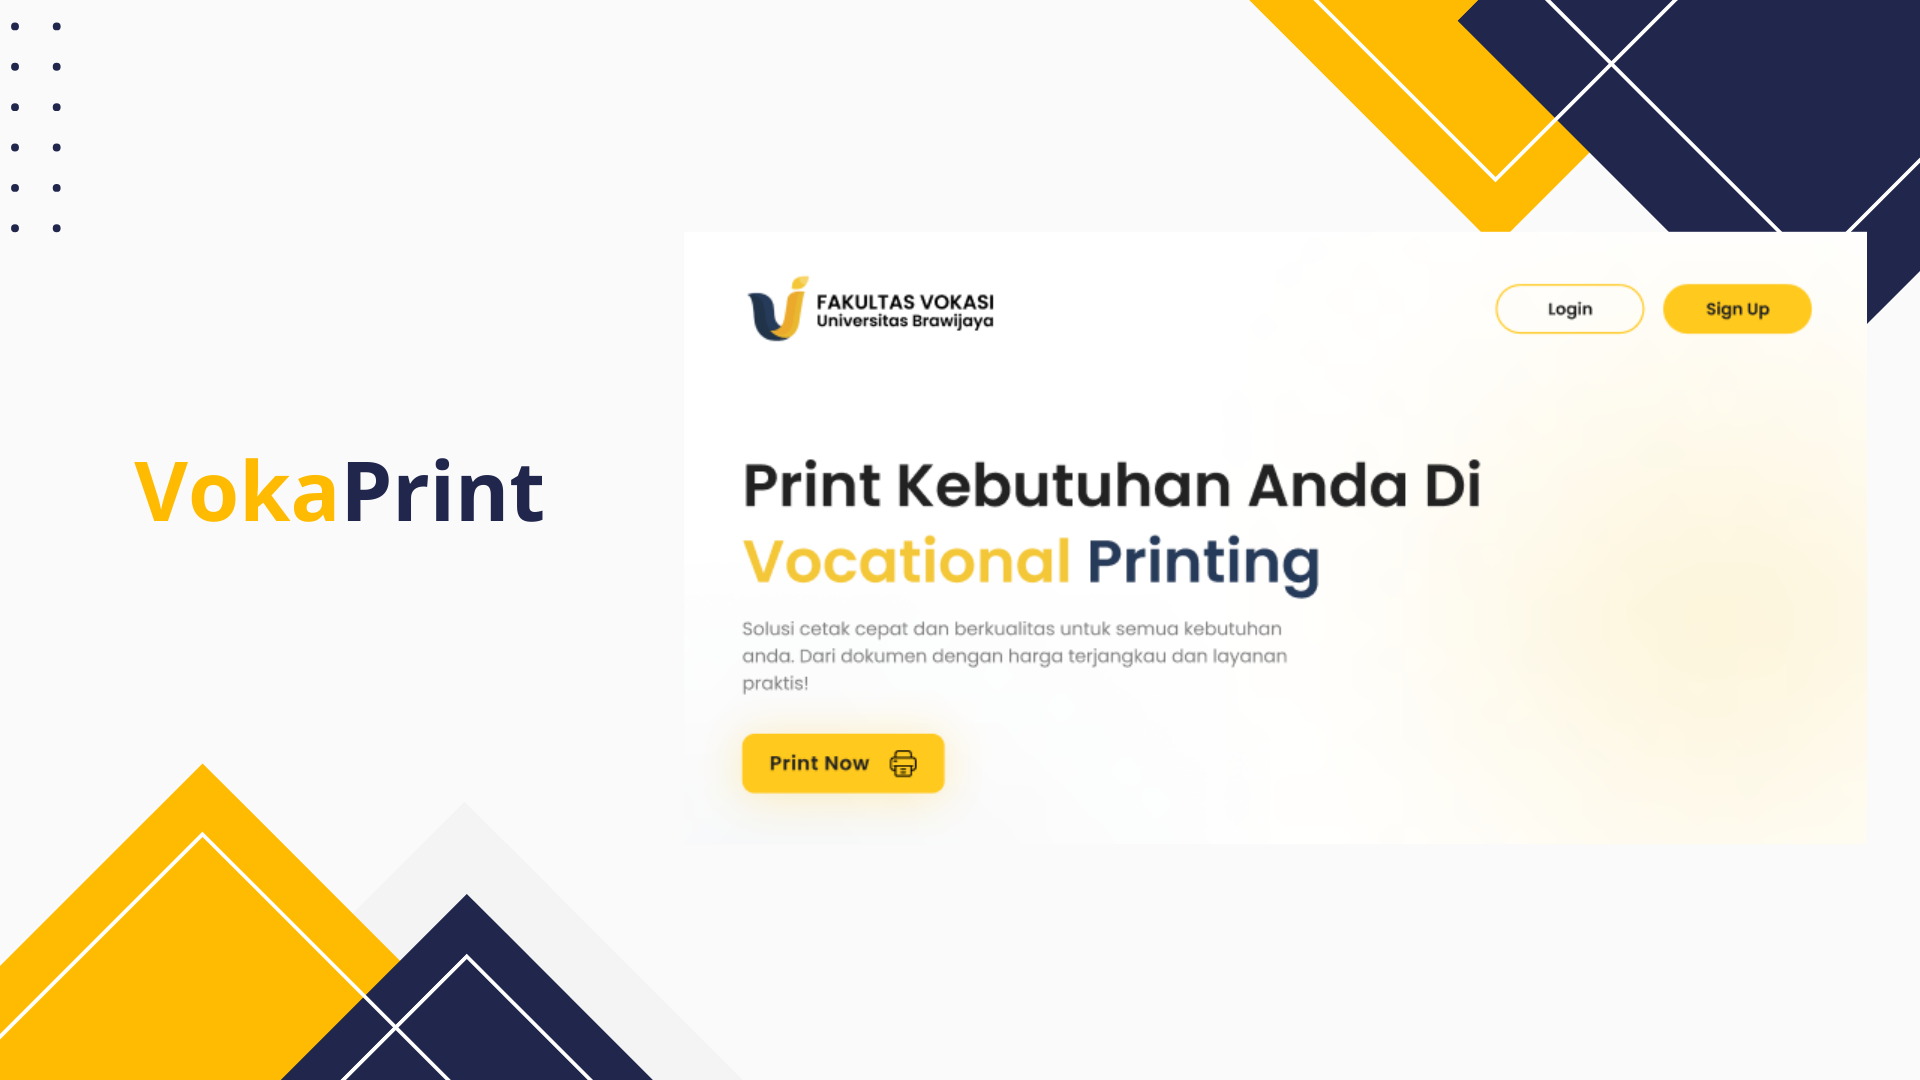 VokaPrint
FAKULTAS VOKASI
Universitas Brawijaya
Login
Sign Up
Print Kebutuhan Anda Di
Vocational Printing
Solusi cetak cepat dan berkualitas untuk semua kebutuhan
anda. Dari dokumen dengan harga terjangkau dan layanan
praktis!
Print Now